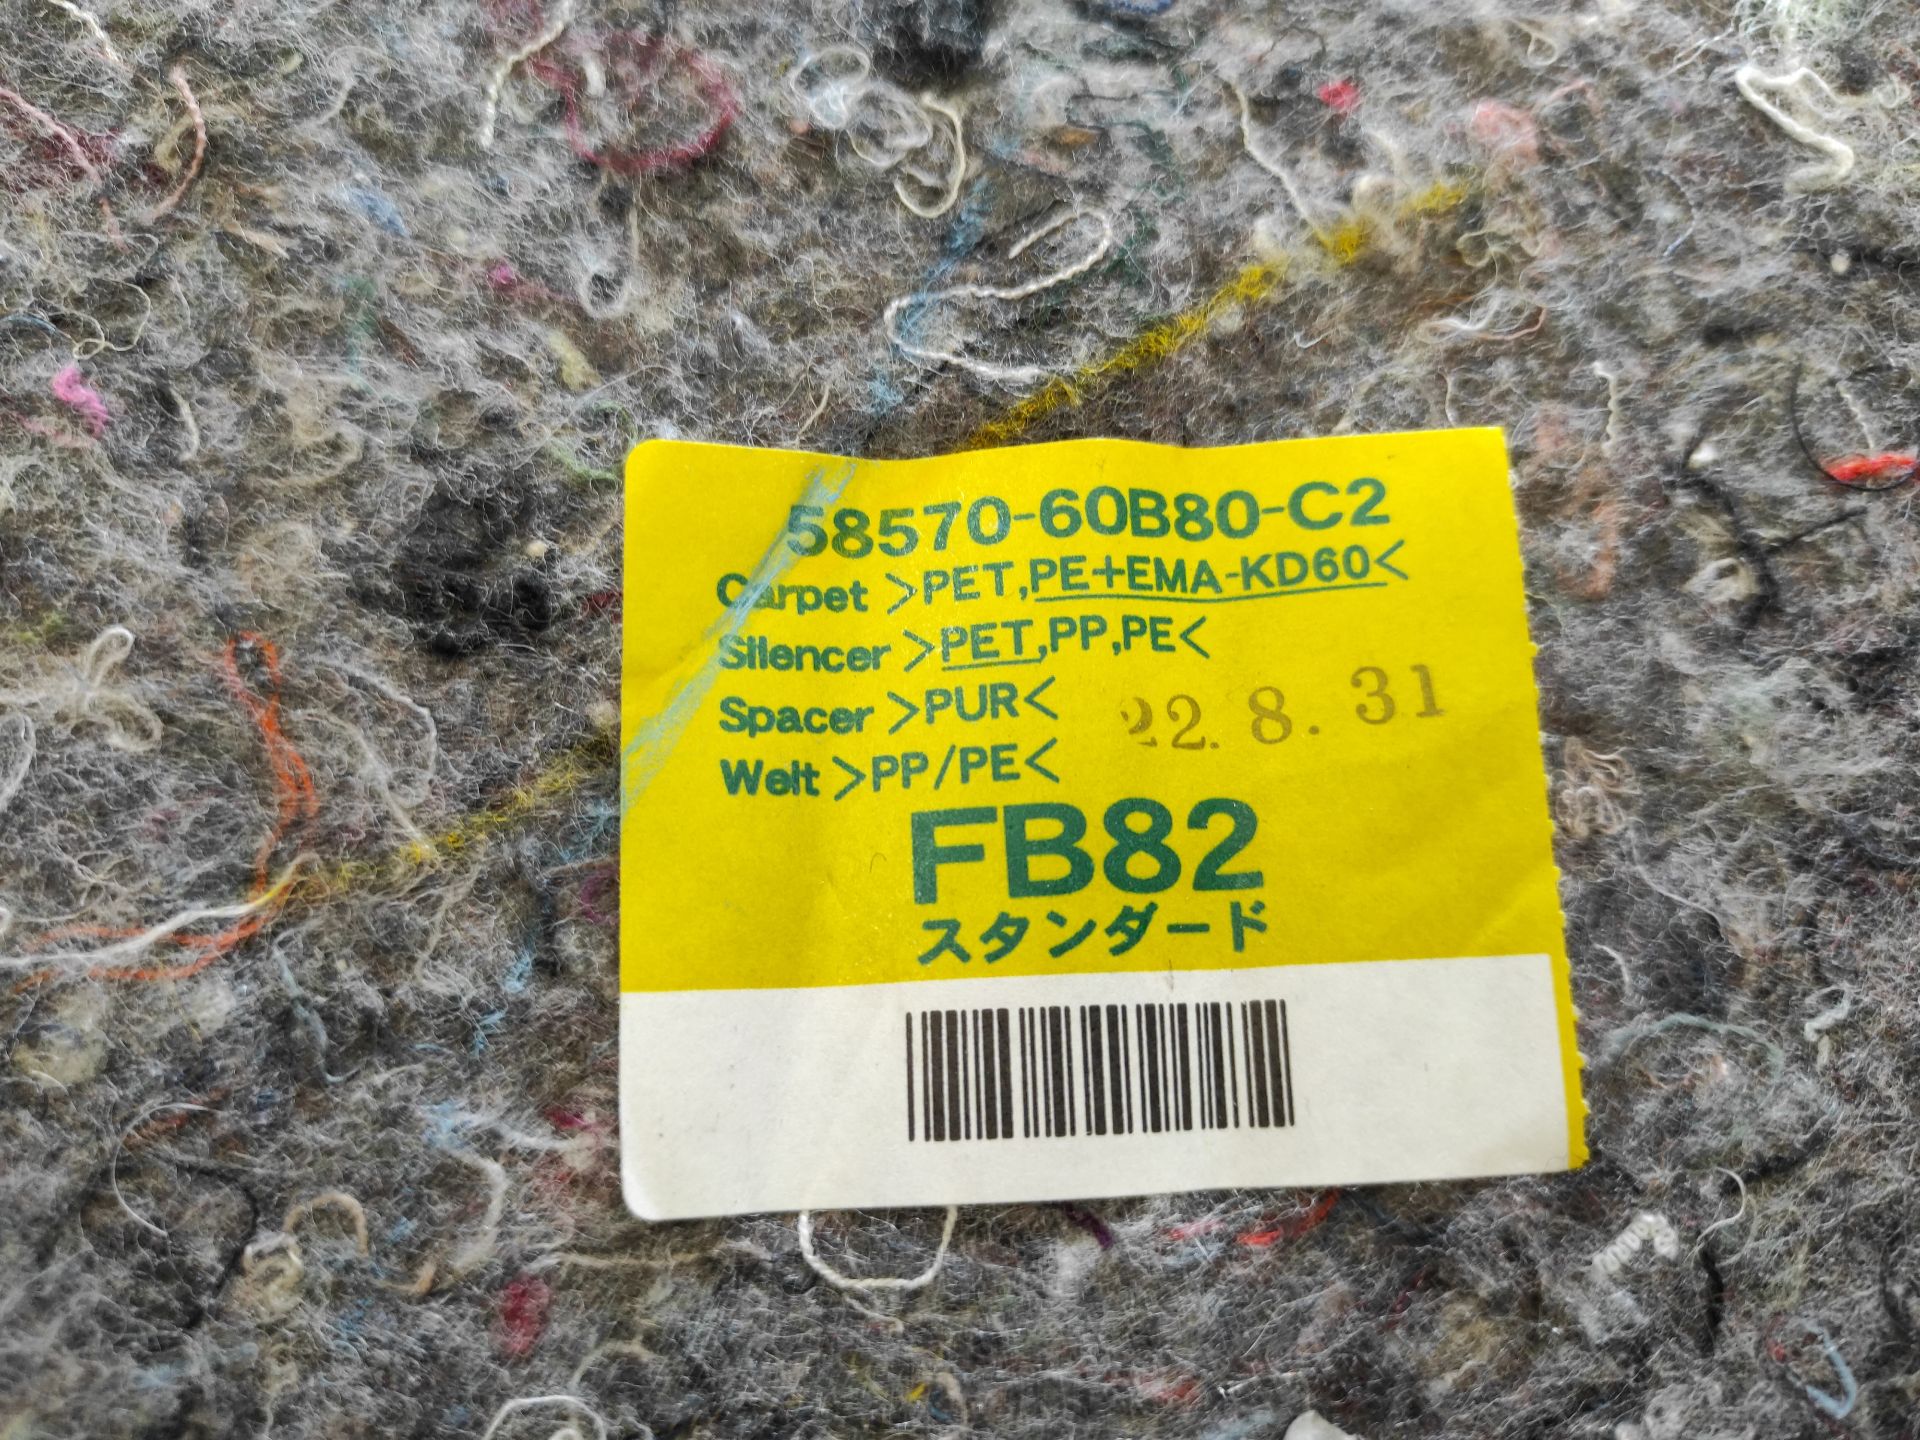 58570-60B80-C2
Carpet >PET,PE+EMA-KD60<
Silencer >PET,PP,PE<
Spacer >PUR< 22. 8. 31
Welt >PP/PE<
FB82
スタンダード